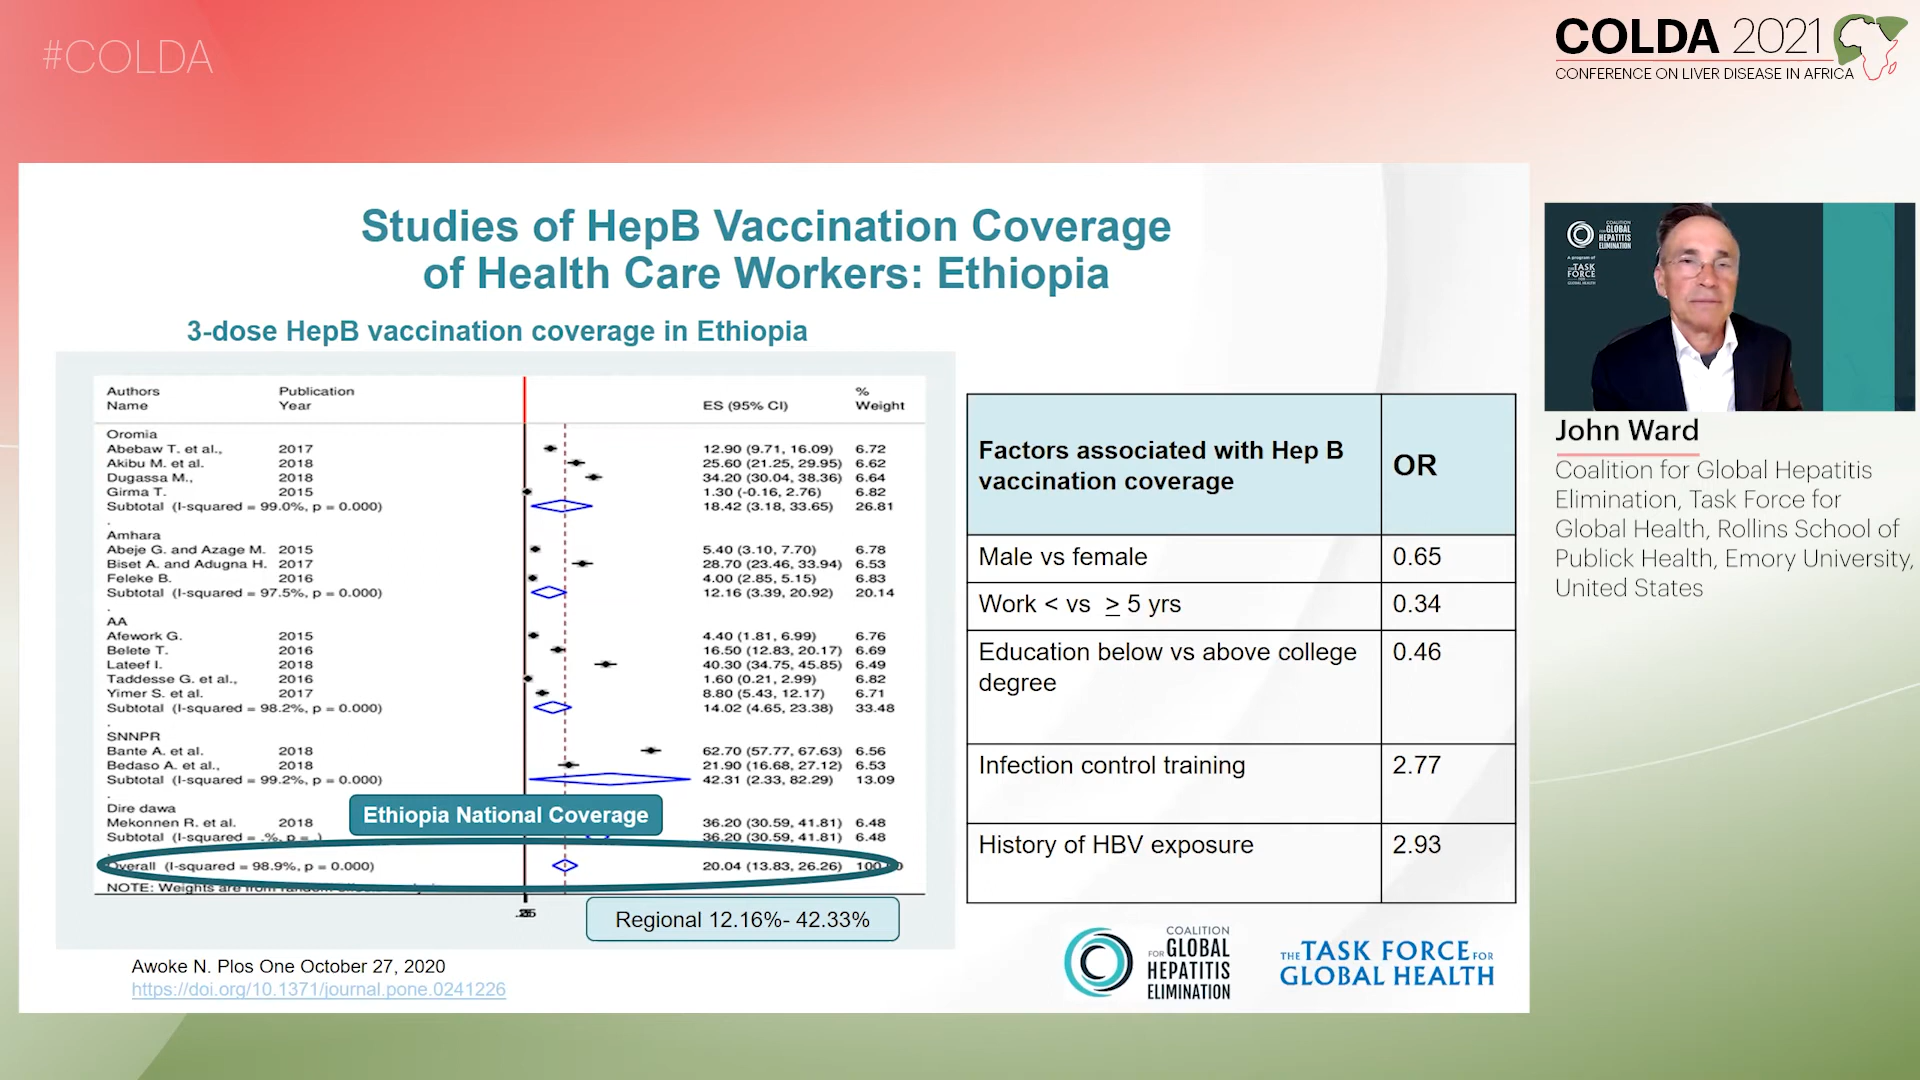 #COLDA
COLDA 2021
CONFERENCE ON LIVER DISEASE IN AFRICA
Studies of HepB Vaccination Coverage
of Health Care Workers: Ethiopia
3-dose HepB vaccination coverage in Ethiopia
Authors Publication %
Name Year ES (95% CI) Weight
Oromia
Abebaw T. et al., 2017 12.90 (9.71, 16.09) 6.72
Akibu M. et al. 2018 25.60 (21.25, 29.95) 6.62
Dugassa M., 2018 34.20 (30.04, 38.36) 6.64
Girma T. 2015 1.30 (-0.16, 2.76) 6.82
Subtotal (I-squared = 99.0%, p = 0.000) 18.42 (3.18, 33.65) 26.81
.
Amhara
Abeje G. and Azage M. 2015 5.40 (3.10, 7.70) 6.78
Biset A. and Adugna H. 2017 28.70 (23.46, 33.94) 6.53
Feleke B. 2016 4.00 (2.85, 5.15) 6.83
Subtotal (I-squared = 97.5%, p = 0.000) 12.16 (3.39, 20.92) 20.14
.
AA
Afework G. 2015 4.40 (1.81, 6.99) 6.76
Belete T. 2016 16.50 (12.83, 20.17) 6.69
Lateef I. 2018 40.30 (34.75, 45.85) 6.49
Taddesse G. et al., 2016 1.60 (0.21, 2.99) 6.82
Yimer S. et al. 2017 8.80 (5.43, 12.17) 6.71
Subtotal (I-squared = 98.2%, p = 0.000) 14.02 (4.65, 23.38) 33.48
.
SNNPR
Bante A. et al. 2018 62.70 (57.77, 67.63) 6.56
Bedaso A. et al., 2018 21.90 (16.68, 27.12) 6.53
Subtotal (I-squared = 99.2%, p = 0.000) 42.31 (2.33, 82.29) 13.09
.
Dire dawa
Mekonnen R. et al. 2018 36.20 (30.59, 41.81) 6.48
Subtotal (I-squared = .%, p = .) 36.20 (30.59, 41.81) 6.48
Ethiopia National Coverage
Overall (I-squared = 98.9%, p = 0.000) 20.04 (13.83, 26.26)
NOTE: Weights are from random
Regional 12.16%- 42.33%
Awoke N. Plos One October 27, 2020
https://doi.org/10.1371/journal.pone.0241226
Factors associated with Hep B
vaccination coverage
OR
Male vs female 0.65
Work < vs ≥ 5 yrs 0.34
Education below vs above college 0.46
degree
Infection control training 2.77
History of HBV exposure 2.93
COALITION
FOR GLOBAL
HEPATITIS
ELIMINATION
THE TASK FORCE FOR
GLOBAL HEALTH
COALITION
FOR GLOBAL
HEPATITIS
ELIMINATION
A program of
THE TASK
FORCE
John Ward
Coalition for Global Hepatitis
Elimination, Task Force for
Global Health, Rollins School of
Publick Health, Emory University,
United States